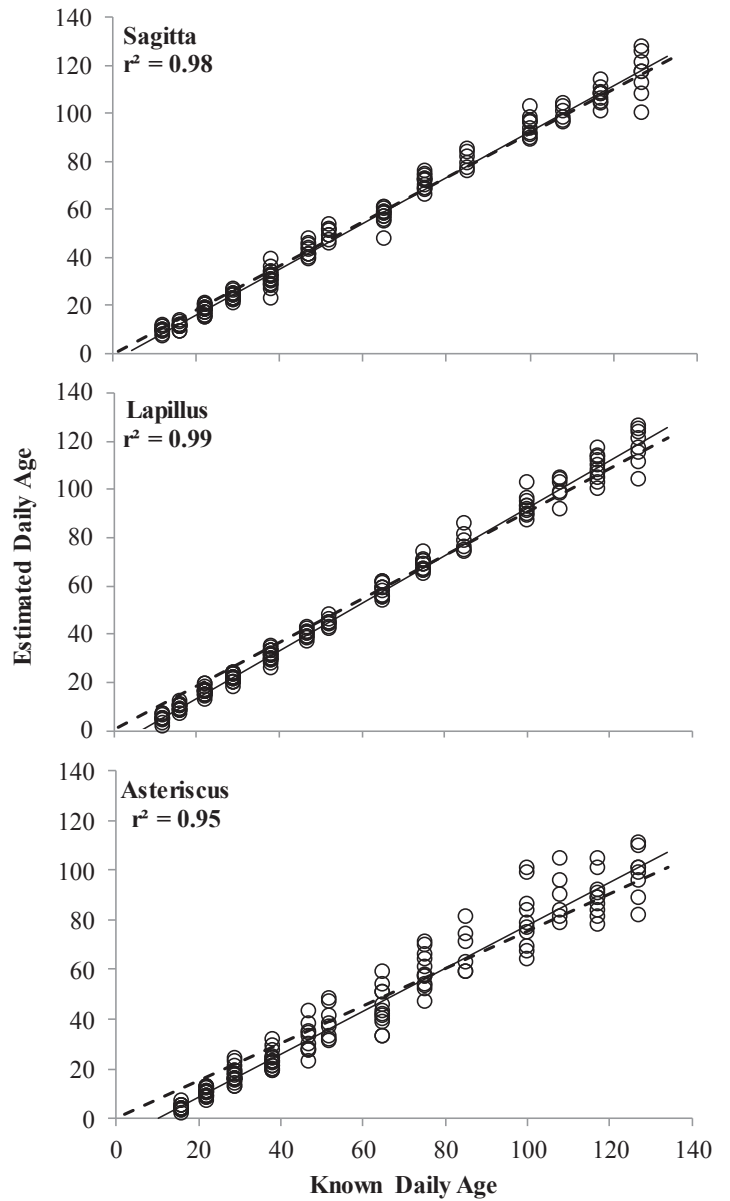 Sagitta
r² = 0.98
140
120
100
80
60
40
20
0
Lapillus
r² = 0.99
140
120
100
80
60
40
20
0
Estimated Daily Age
Asteriscus
r² = 0.95
140
120
100
80
60
40
20
0
0 20 40 60 80 100 120 140
Known Daily Age